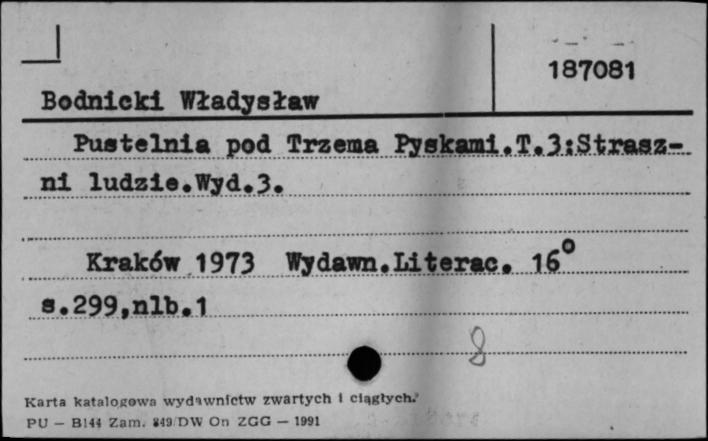 187081
Bodnicki Władysław
Pustelnia pod Trzema Pyskami.T.3:Strasz-
ni ludzie.Wyd.3.
Kraków 1973 Wydawn.Literac. 16°
s.299,nlb.1
8
Karta katalogowa wydawnictw zwartych i ciągłych.
PU — B144 Zam. 849/DW On ZGG — 1991